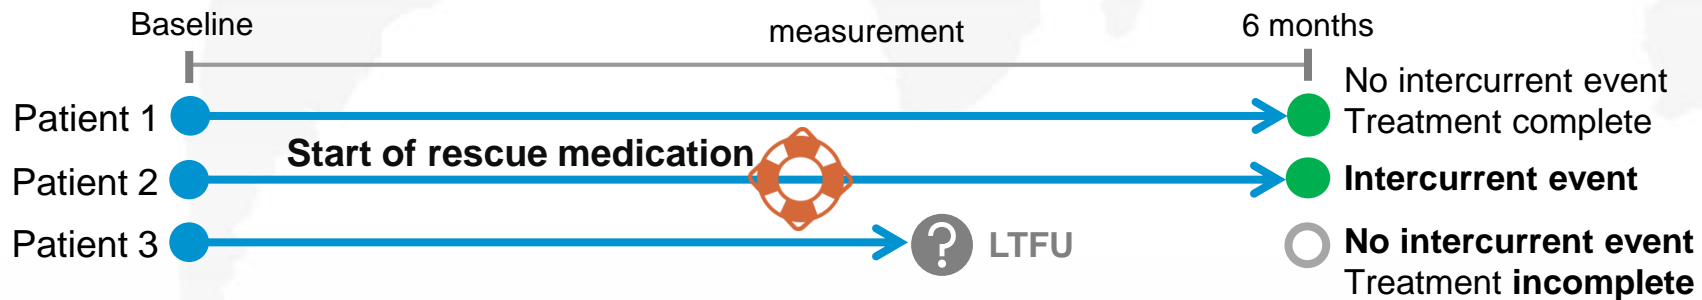 Baseline
measurement
6 months
Patient 1
No intercurrent event
Treatment complete
Start of rescue medication
Patient 2
Intercurrent event
Patient 3
?
LTFU
No intercurrent event
Treatment incomplete